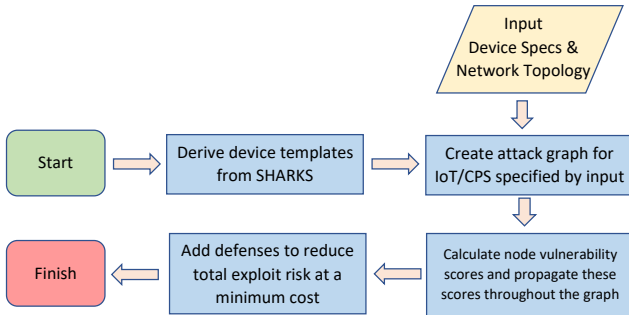 Input
Device Specs &
Network Topology
Start
Derive device templates
from SHARKS
Create attack graph for
IoT/CPS specified by input
Finish
Add defenses to reduce
total exploit risk at a
minimum cost
Calculate node vulnerability
scores and propagate these
scores throughout the graph